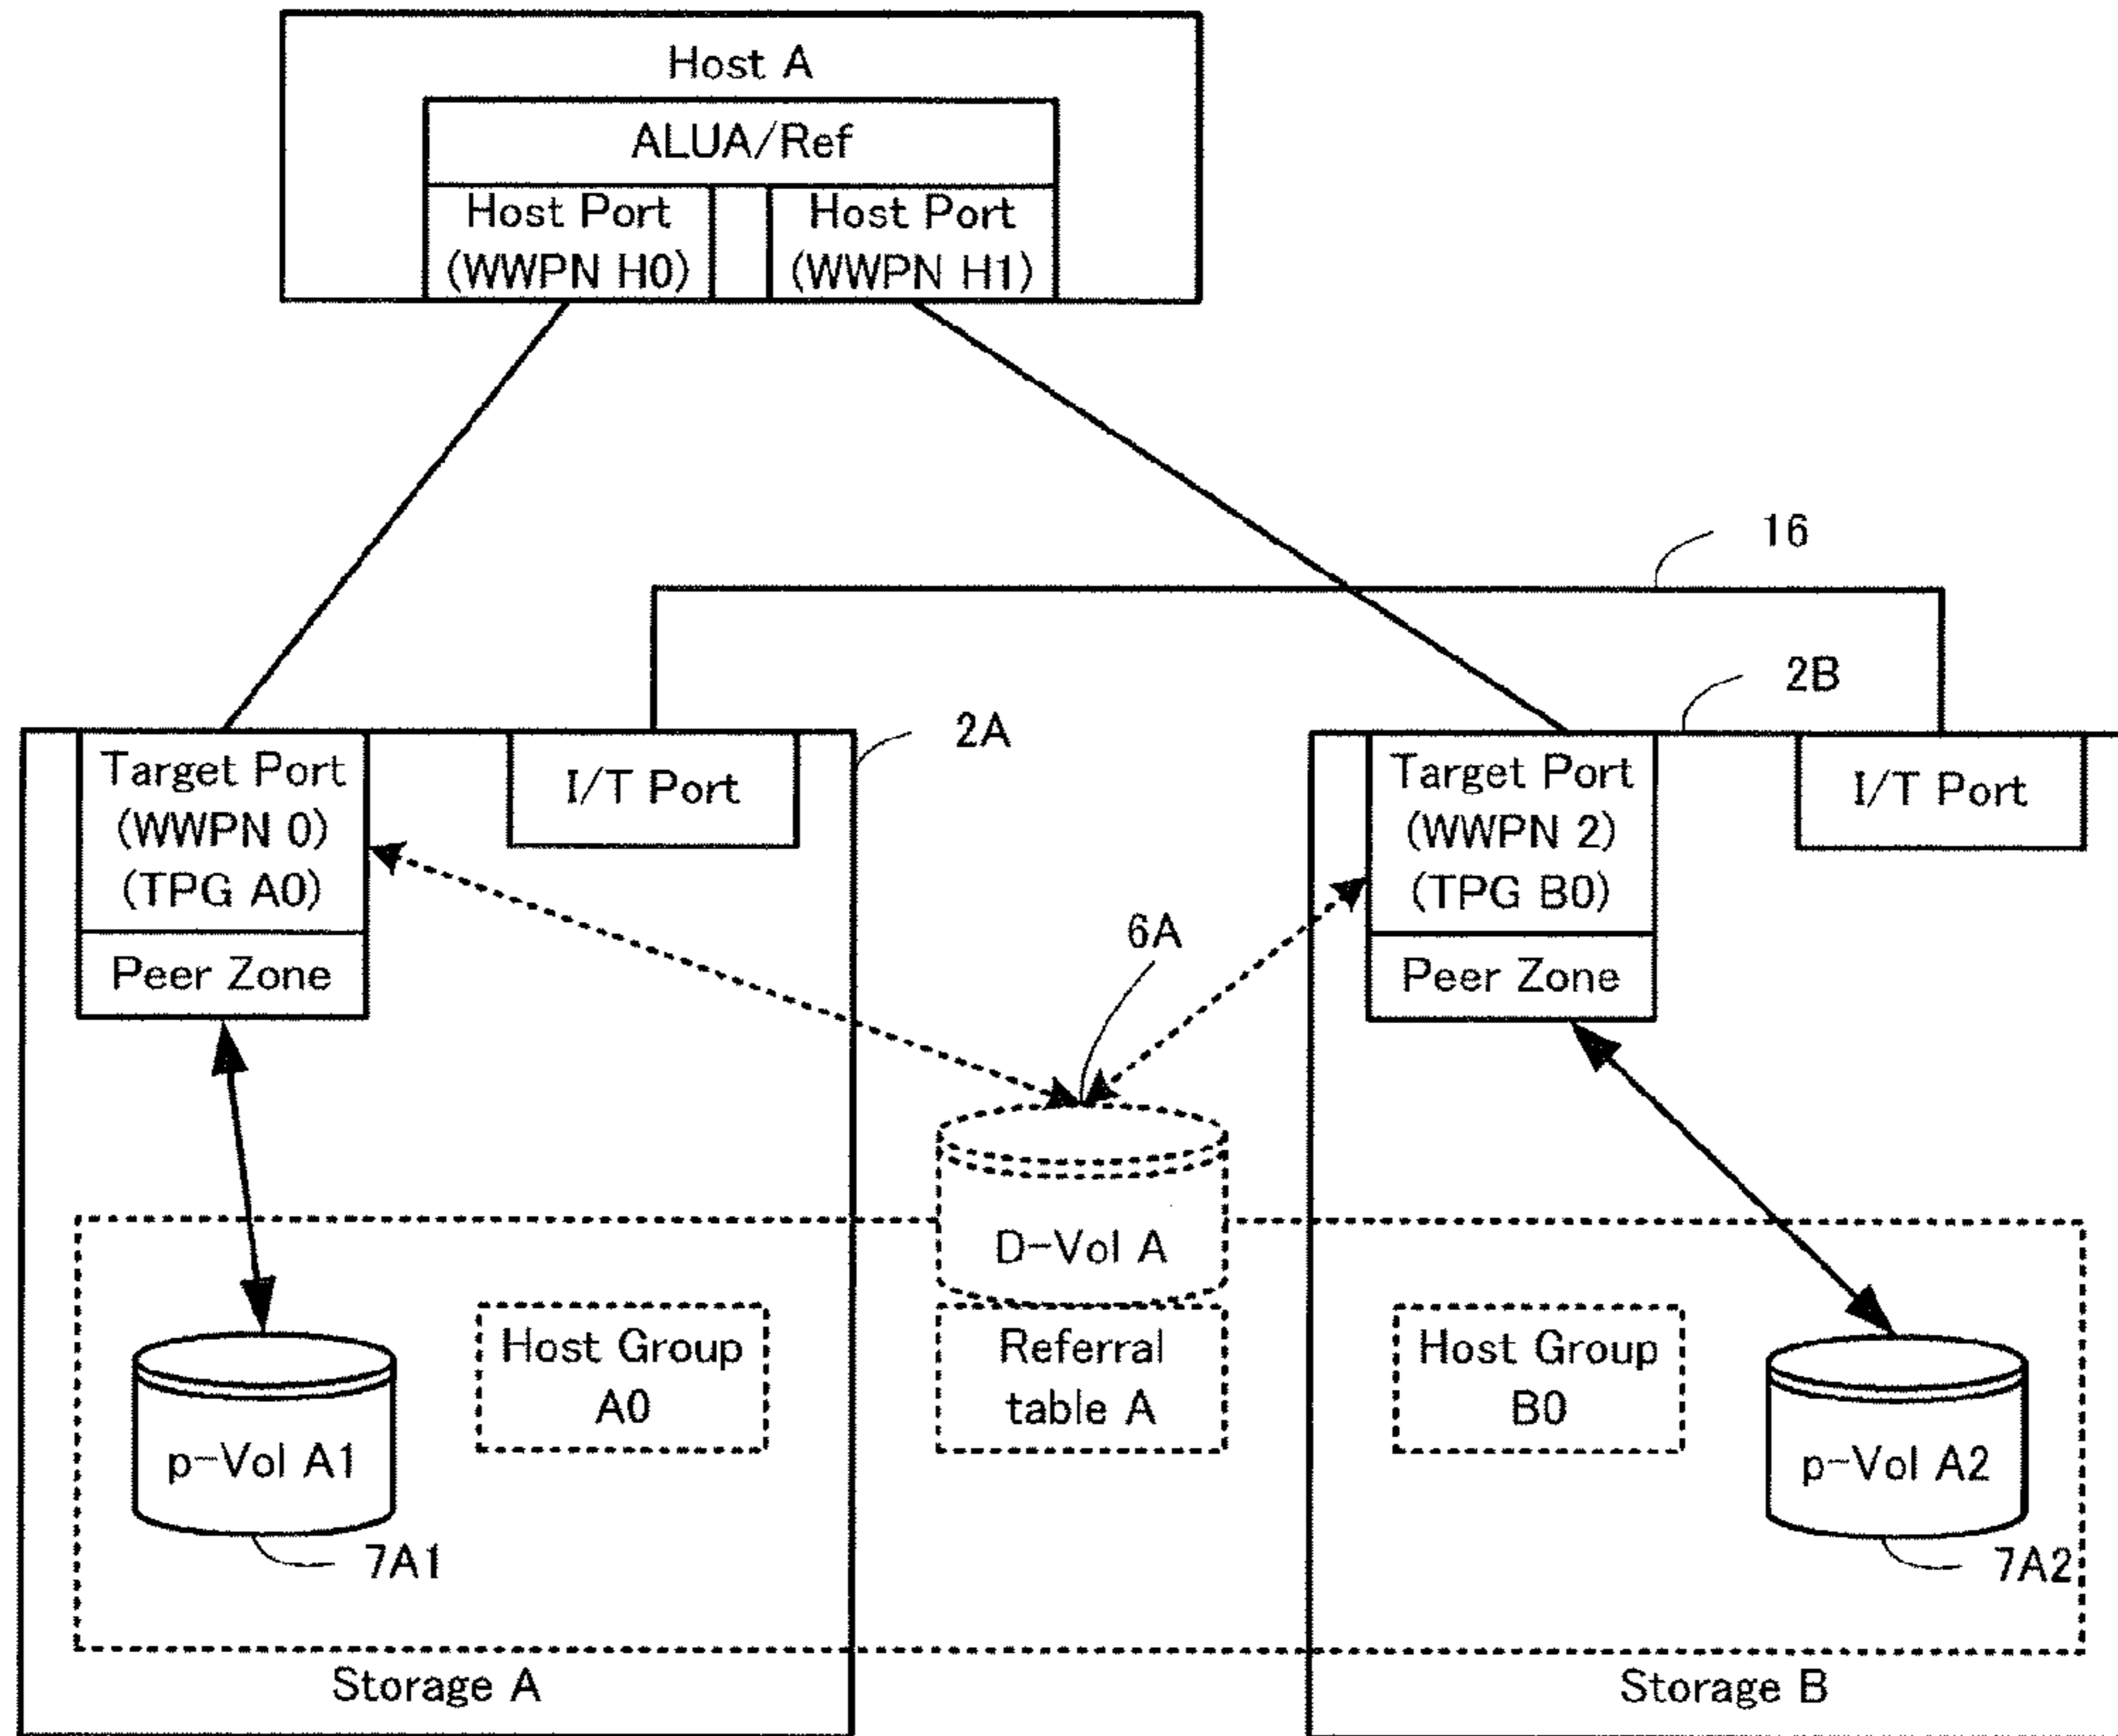 Host A
ALUA/Ref
Host Port
(WWPN H0)
Host Port
(WWPN H1)
16
2B
2A
Target Port
(WWPN 0)
(TPG A0)
Peer Zone
I/T Port
Target Port
(WWPN 2)
(TPG B0)
Peer Zone
I/T Port
6A
D-Vol A
Host Group
A0
Referral
table A
Host Group
B0
p-Vol A1
p-Vol A2
7A1
7A2
Storage A
Storage B